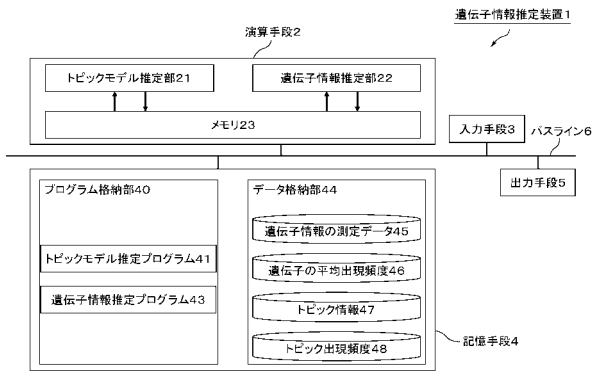 遺伝子情報推定装置1
演算手段2
トピックモデル推定部21
遺伝子情報推定部22
メモリ23
入力手段3
バスライン6
出力手段5
プログラム格納部40
データ格納部44
遺伝子情報の測定データ45
トピックモデル推定プログラム41
遺伝子の平均出現頻度46
遺伝子情報推定プログラム43
トピック情報47
トピック出現頻度48
記憶手段4